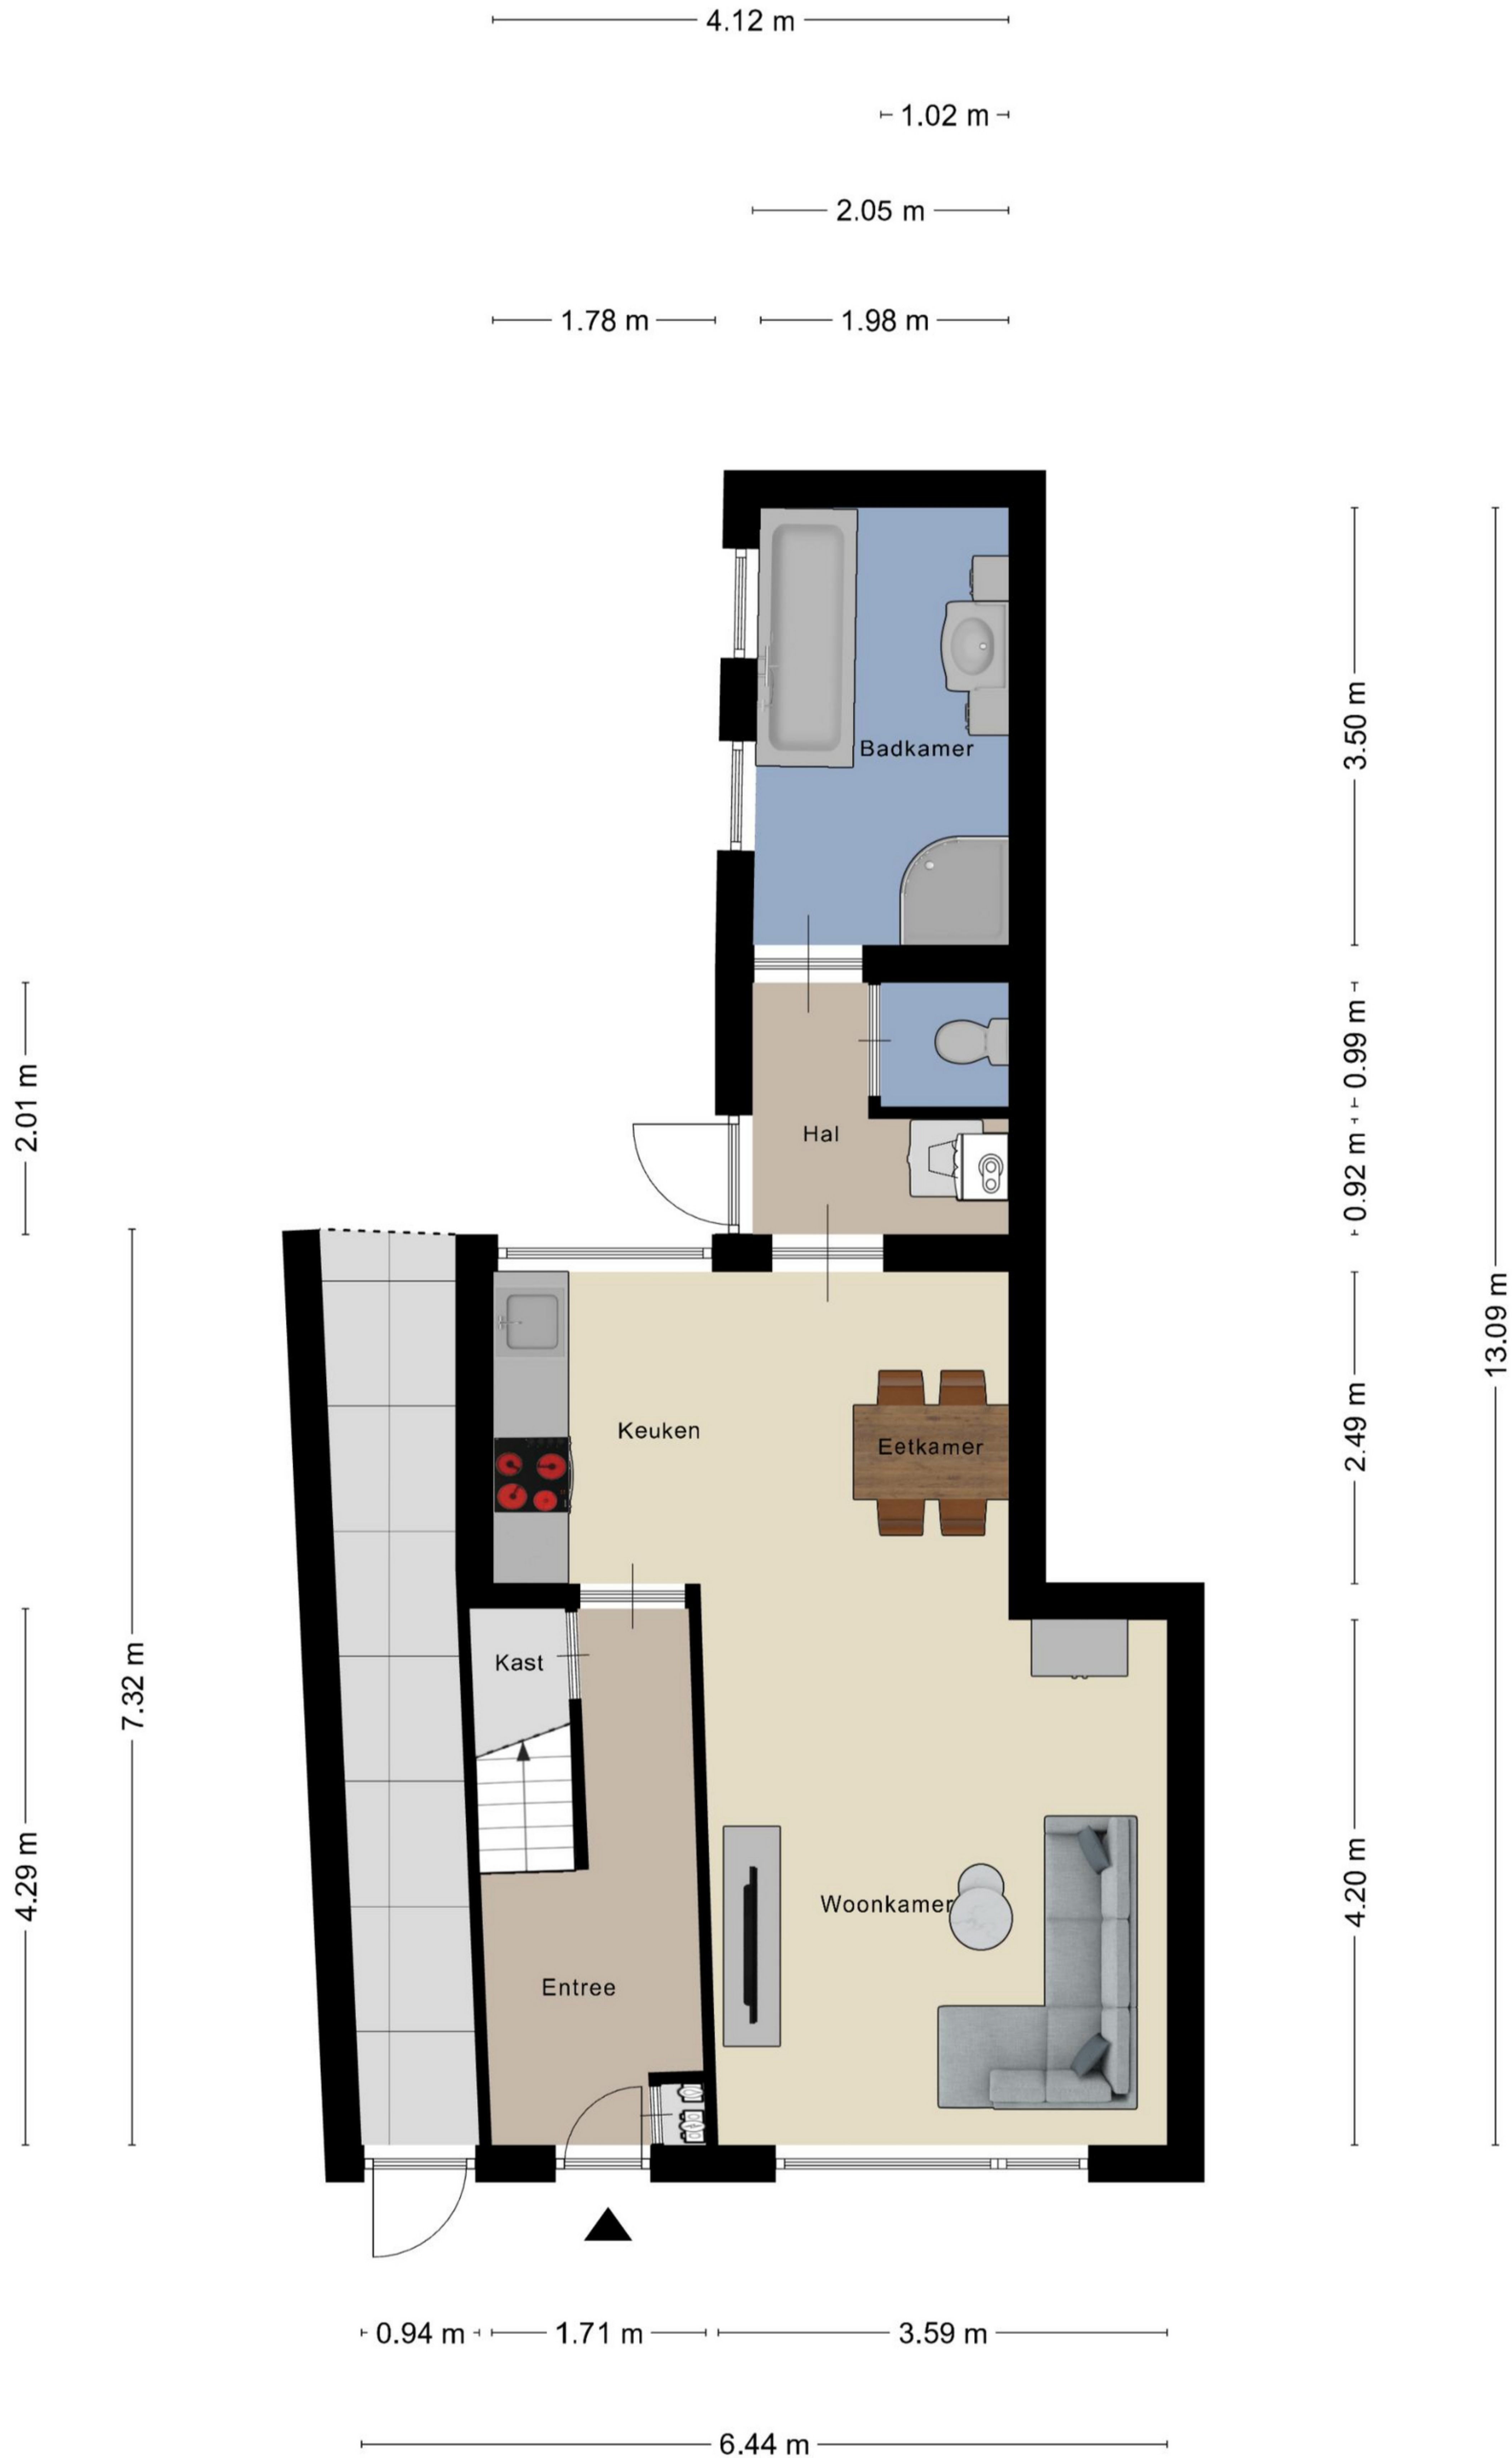 4.12 m
1.02 m
2.05 m
1.78 m
1.98 m
3.50 m
Badkamer
0.99 m
2.01 m
Hal
0.92 m
13.09 m
2.49 m
Keuken
Eetkamer
Kast
7.32 m
4.29 m
4.20 m
Woonkamer
Entree
0.94 m
1.71 m
3.59 m
6.44 m